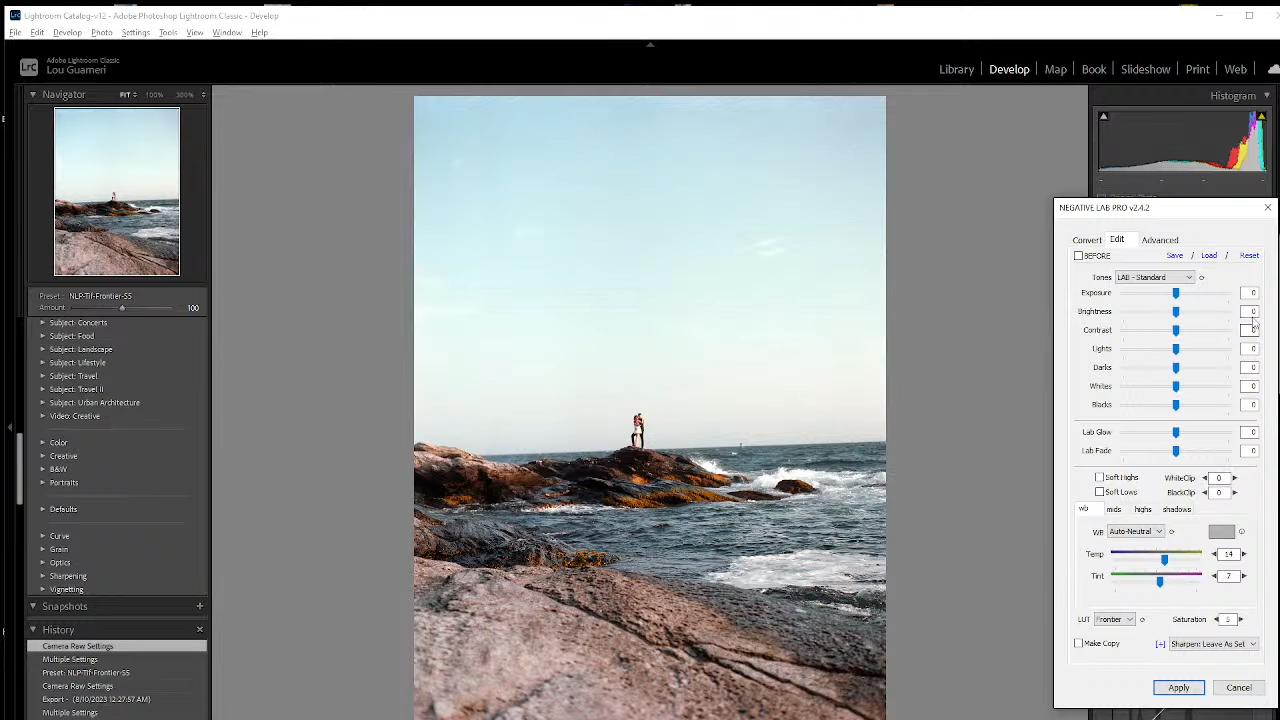 Lightroom Catalog-v12 - Adobe Photoshop Lightroom Classic - Develop
File Edit Develop Photo Settings Tools View Window Help
Adobe Lightroom Classic
Lou Guarneri
Library | Develop | Map | Book | Slideshow | Print | Web
Navigator FIT 100% 300%
Histogram
Preset: NLP-Tif-Frontier-S5
Amount 100
Subject: Concerts
Subject: Food
Subject: Landscape
Subject: Lifestyle
Subject: Travel
Subject: Travel II
Subject: Urban Architecture
Video: Creative
Color
Creative
B&W
Portraits
Defaults
Curve
Grain
Optics
Sharpening
Vignetting
Snapshots +
History
Camera Raw Settings
Multiple Settings
Preset: NLP-Tif-Frontier-S5
Camera Raw Settings
Export - (8/10/2023 12:27:57 AM)
Multiple Settings
NEGATIVE LAB PRO v2.4.2
Convert Edit Advanced
BEFORE Save / Load / Reset
Tones LAB - Standard
Exposure 0
Brightness 0
Contrast 0
Lights 0
Darks 0
Whites 0
Blacks 0
Lab Glow 0
Lab Fade 0
Soft Highs WhiteClip 0
Soft Lows BlackClip 0
wb mids highs shadows
WB Auto-Neutral
Temp 14
Tint 7
LUT Frontier Saturation 5
Make Copy [+] Sharpen: Leave As Set
Apply Cancel